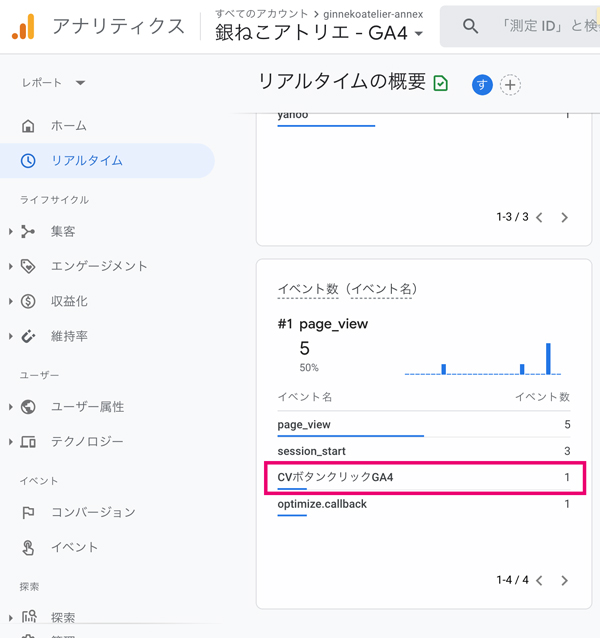 アナリティクス
すべてのアカウント > ginnekoatelier-annex
銀ねこアトリエ - GA4
「測定 ID」と検
レポート
リアルタイムの概要
す
ホーム
リアルタイム
ライフサイクル
集客
エンゲージメント
収益化
維持率
ユーザー
ユーザー属性
テクノロジー
イベント
コンバージョン
イベント
探索
探索
yahoo 1
1-3 / 3
イベント数（イベント名）
#1 page_view
5
50%
イベント名 イベント数
page_view 5
session_start 3
CVボタンクリックGA4 1
optimize.callback 1
1-4 / 4